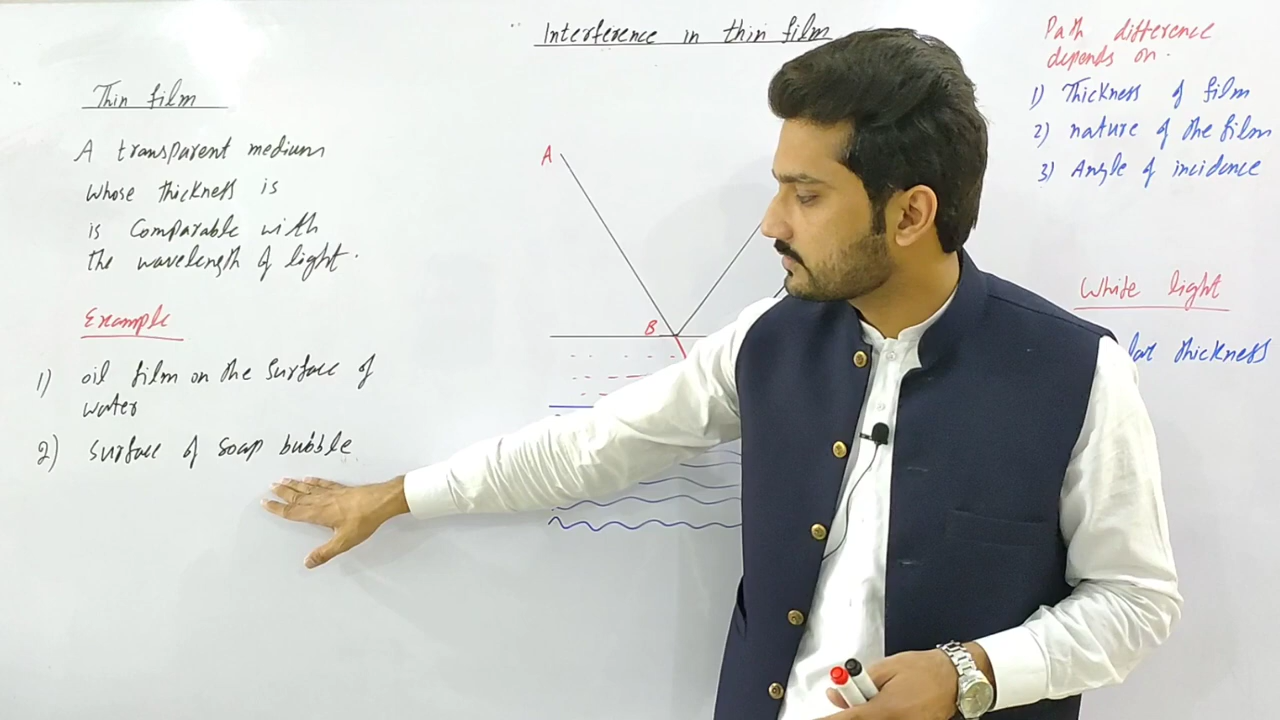 Interference in thin film
Thin film
A transparent medium
whose thickness is
is Comparable with
the wavelength of light.
Example
1) oil film on the surface of
water
2) surface of soap bubble
A
B
Path difference
depends on.
1) Thickness of film
2) nature of the film
3) Angle of incidence
White light
thickness